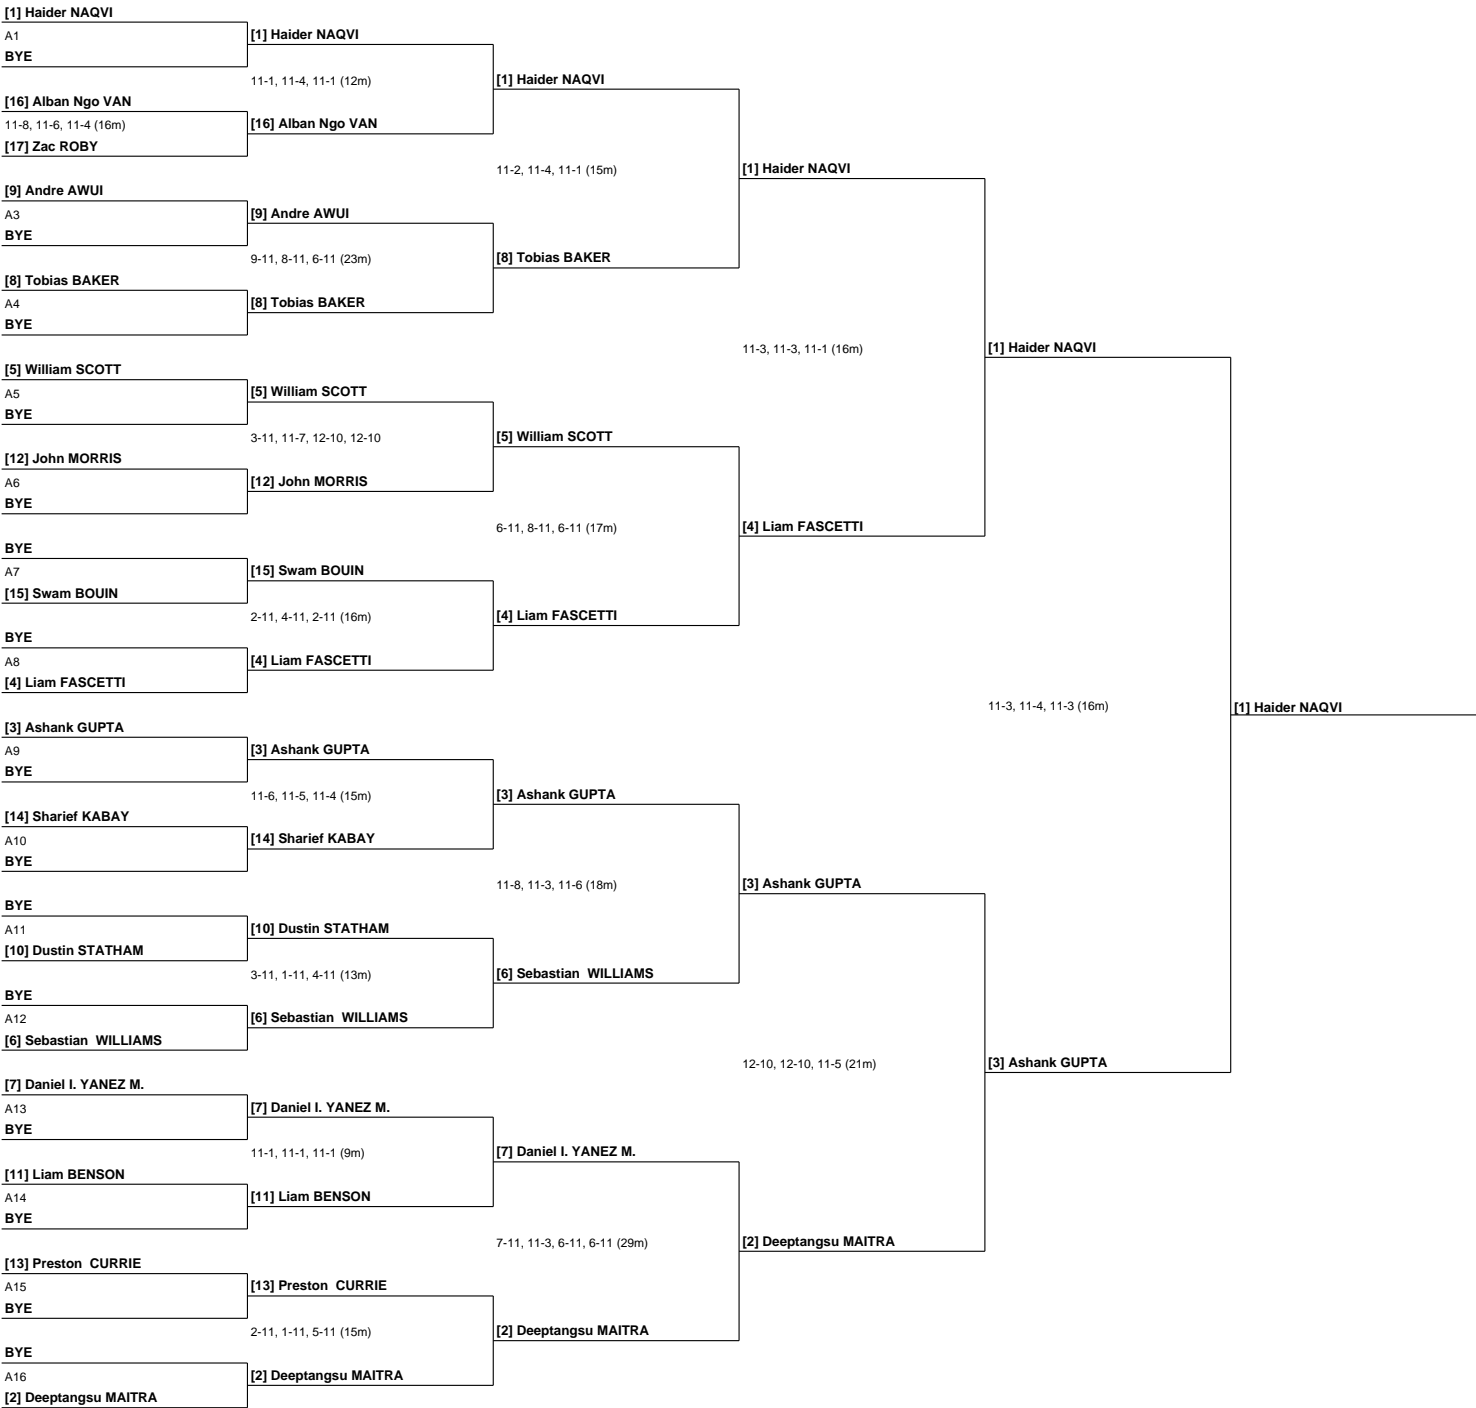 [1] Haider NAQVI
A1
BYE
[16] Alban Ngo VAN
11-8, 11-6, 11-4 (16m)
[17] Zac ROBY
[9] Andre AWUI
A3
BYE
[8] Tobias BAKER
A4
BYE
[5] William SCOTT
A5
BYE
[12] John MORRIS
A6
BYE
BYE
A7
[15] Swam BOUIN
BYE
A8
[4] Liam FASCETTI
[3] Ashank GUPTA
A9
BYE
[14] Sharief KABAY
A10
BYE
BYE
A11
[10] Dustin STATHAM
BYE
A12
[6] Sebastian  WILLIAMS
[7] Daniel I. YANEZ M.
A13
BYE
[11] Liam BENSON
A14
BYE
[13] Preston  CURRIE
A15
BYE
BYE
A16
[2] Deeptangsu MAITRA
[1] Haider NAQVI
11-1, 11-4, 11-1 (12m)
[16] Alban Ngo VAN
[9] Andre AWUI
9-11, 8-11, 6-11 (23m)
[8] Tobias BAKER
[5] William SCOTT
3-11, 11-7, 12-10, 12-10
[12] John MORRIS
[15] Swam BOUIN
2-11, 4-11, 2-11 (16m)
[4] Liam FASCETTI
[3] Ashank GUPTA
11-6, 11-5, 11-4 (15m)
[14] Sharief KABAY
[10] Dustin STATHAM
3-11, 1-11, 4-11 (13m)
[6] Sebastian  WILLIAMS
[7] Daniel I. YANEZ M.
11-1, 11-1, 11-1 (9m)
[11] Liam BENSON
[13] Preston  CURRIE
2-11, 1-11, 5-11 (15m)
[2] Deeptangsu MAITRA
[1] Haider NAQVI
11-2, 11-4, 11-1 (15m)
[8] Tobias BAKER
[5] William SCOTT
6-11, 8-11, 6-11 (17m)
[4] Liam FASCETTI
[3] Ashank GUPTA
11-8, 11-3, 11-6 (18m)
[6] Sebastian  WILLIAMS
[7] Daniel I. YANEZ M.
7-11, 11-3, 6-11, 6-11 (29m)
[2] Deeptangsu MAITRA
[1] Haider NAQVI
11-3, 11-3, 11-1 (16m)
[4] Liam FASCETTI
[3] Ashank GUPTA
12-10, 12-10, 11-5 (21m)
[2] Deeptangsu MAITRA
[1] Haider NAQVI
11-3, 11-4, 11-3 (16m)
[3] Ashank GUPTA
[1] Haider NAQVI